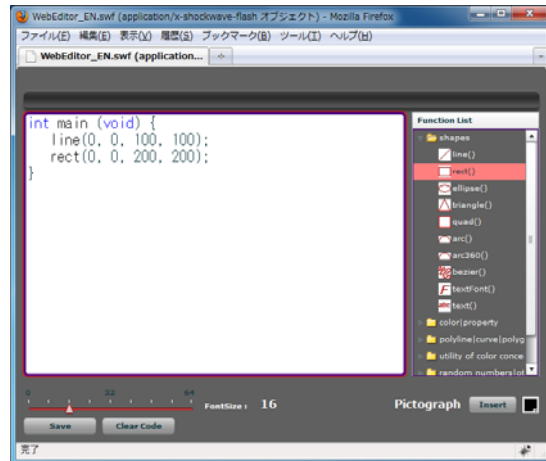 WebEditor_EN.swf (application/x-shockwave-flash オブジェクト) - Mozilla Firefox
ファイル(F) 編集(E) 表示(V) 履歴(S) ブックマーク(B) ツール(T) ヘルプ(H)
WebEditor_EN.swf (application...
int main (void) {
line(0, 0, 100, 100);
rect(0, 0, 200, 200);
}
Function List
shapes
line()
rect()
ellipse()
triangle()
quad()
arc()
arc360()
bezier()
textFont()
text()
color|property
polyline|curve|polyg
utility of color conce
random numbers|ot
0 32 64
FontSize : 16
Pictograph Insert
Save Clear Code
完了